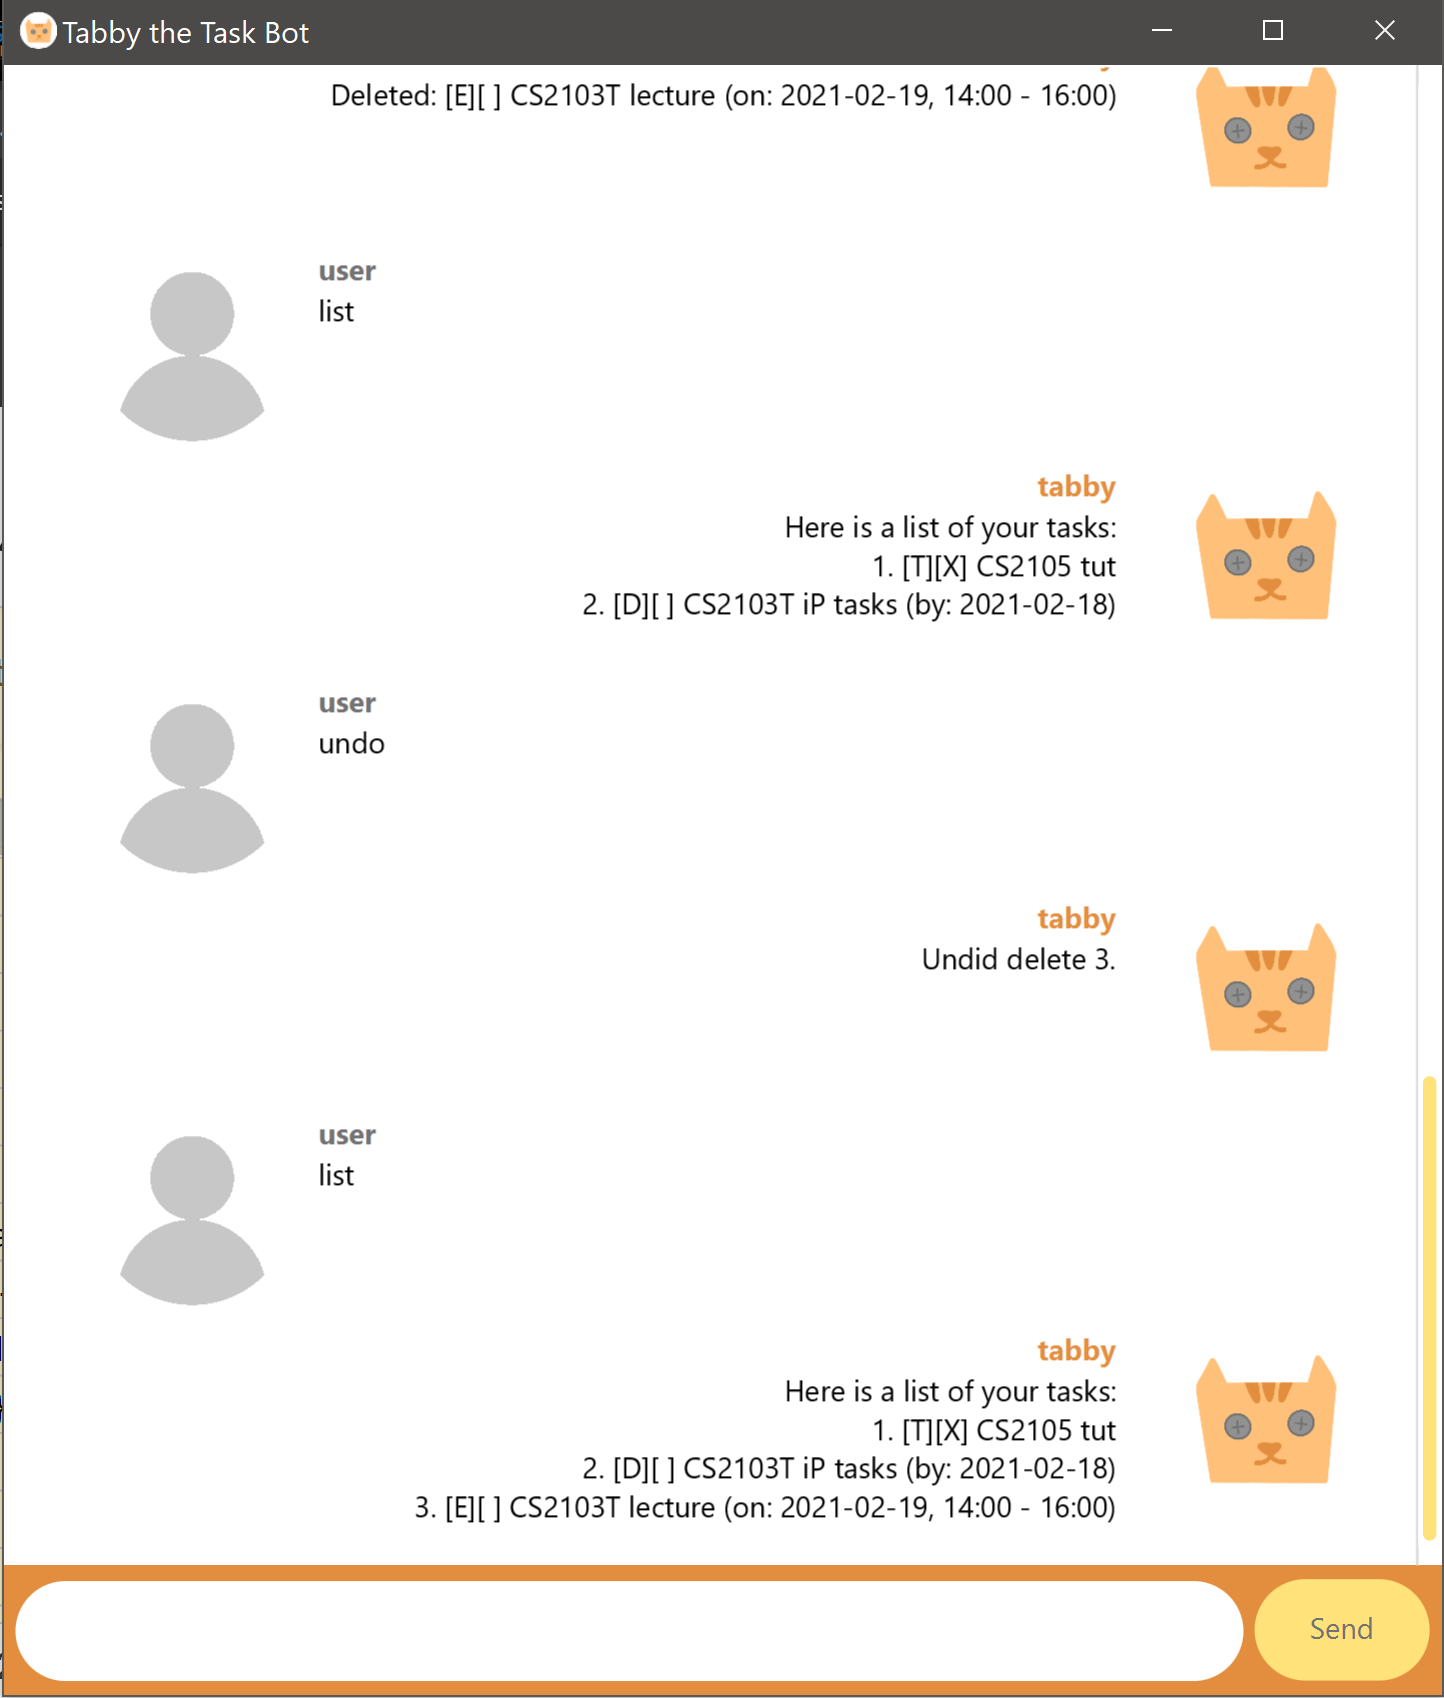 Tabby the Task Bot
Deleted: [E][ ] CS2103T lecture (on: 2021-02-19, 14:00 - 16:00)
user
list
tabby
Here is a list of your tasks:
1. [T][X] CS2105 tut
2. [D][ ] CS2103T iP tasks (by: 2021-02-18)
user
undo
tabby
Undid delete 3.
user
list
tabby
Here is a list of your tasks:
1. [T][X] CS2105 tut
2. [D][ ] CS2103T iP tasks (by: 2021-02-18)
3. [E][ ] CS2103T lecture (on: 2021-02-19, 14:00 - 16:00)
Send